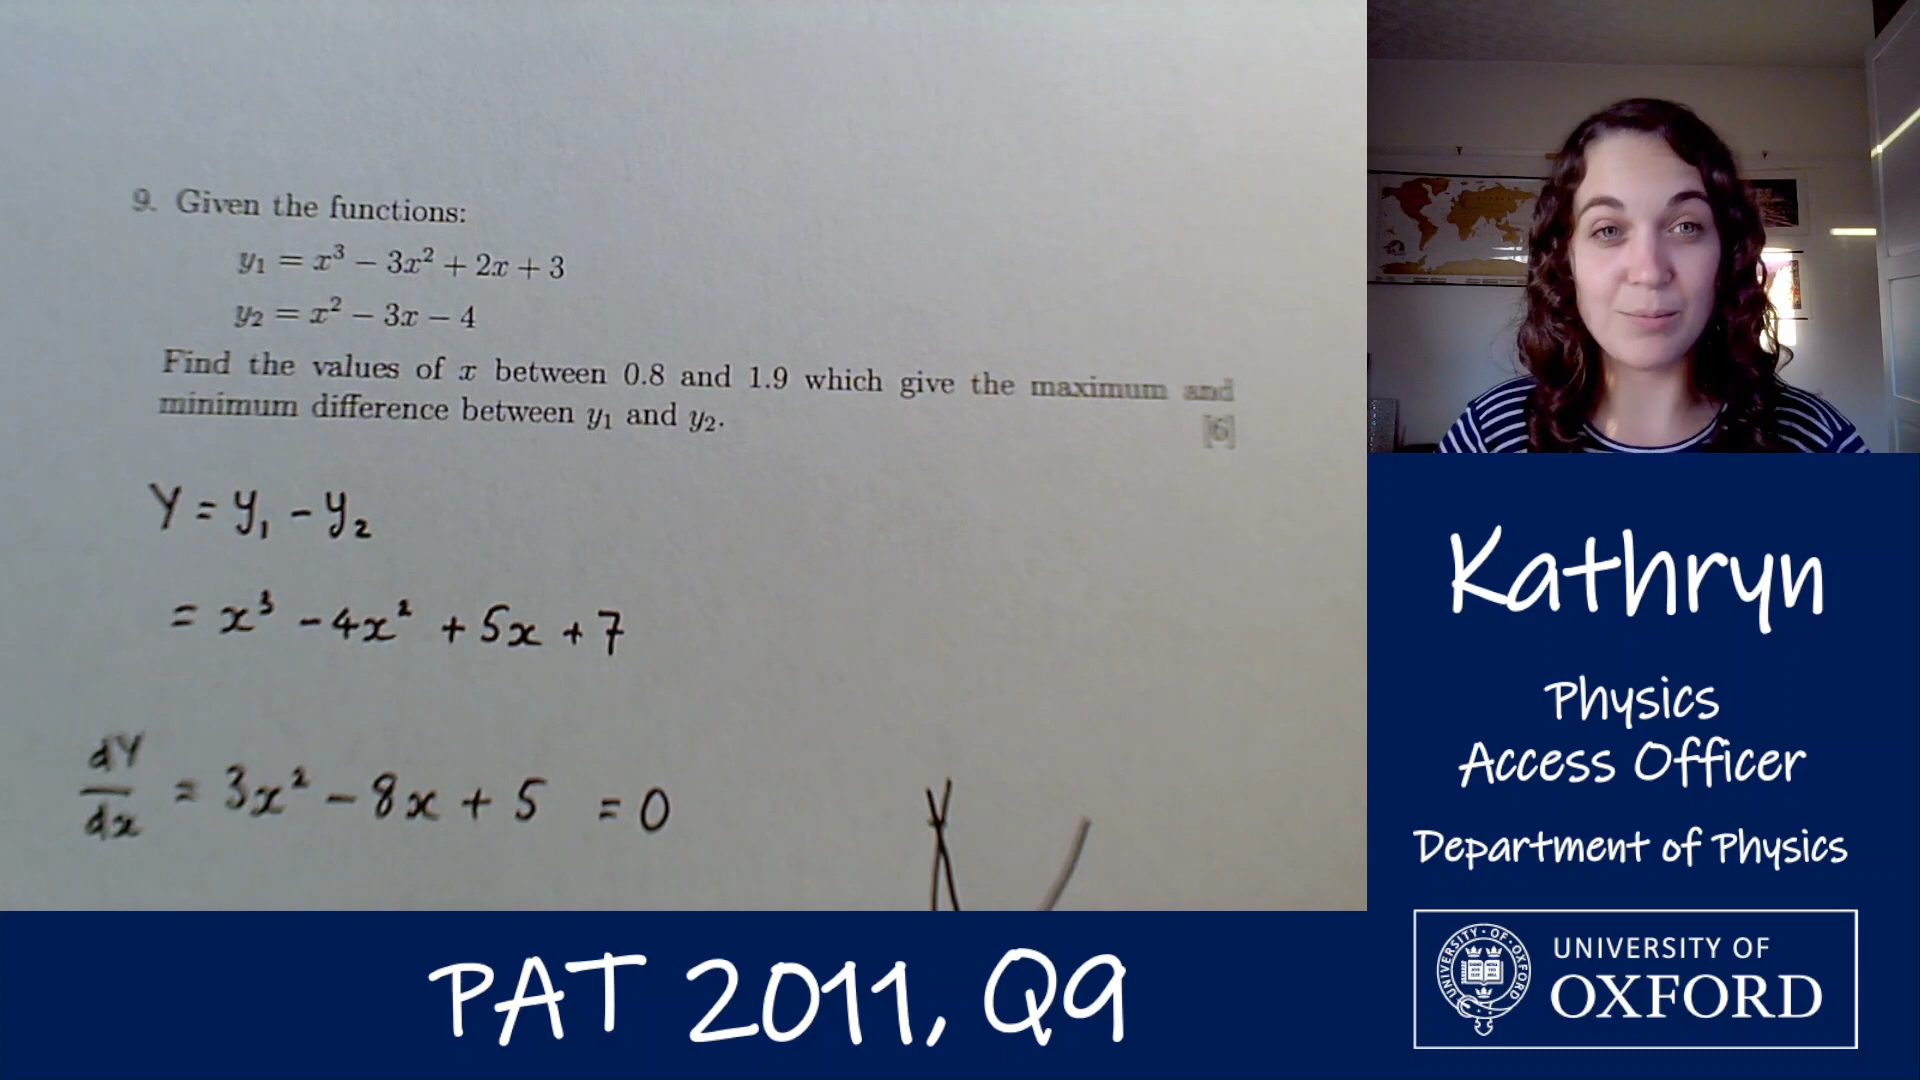 9. Given the functions:
y₁ = x³ − 3x² + 2x + 3
y₂ = x² − 3x − 4
Find the values of x between 0.8 and 1.9 which give the maximum and
minimum difference between y₁ and y₂.
[6]
Y = y₁ - y₂
= x³ - 4x² + 5x + 7
dY/dx = 3x² - 8x + 5 = 0
Y
Kathryn
Physics
Access Officer
Department of Physics
UNIVERSITY OF
OXFORD
PAT 2011, Q9